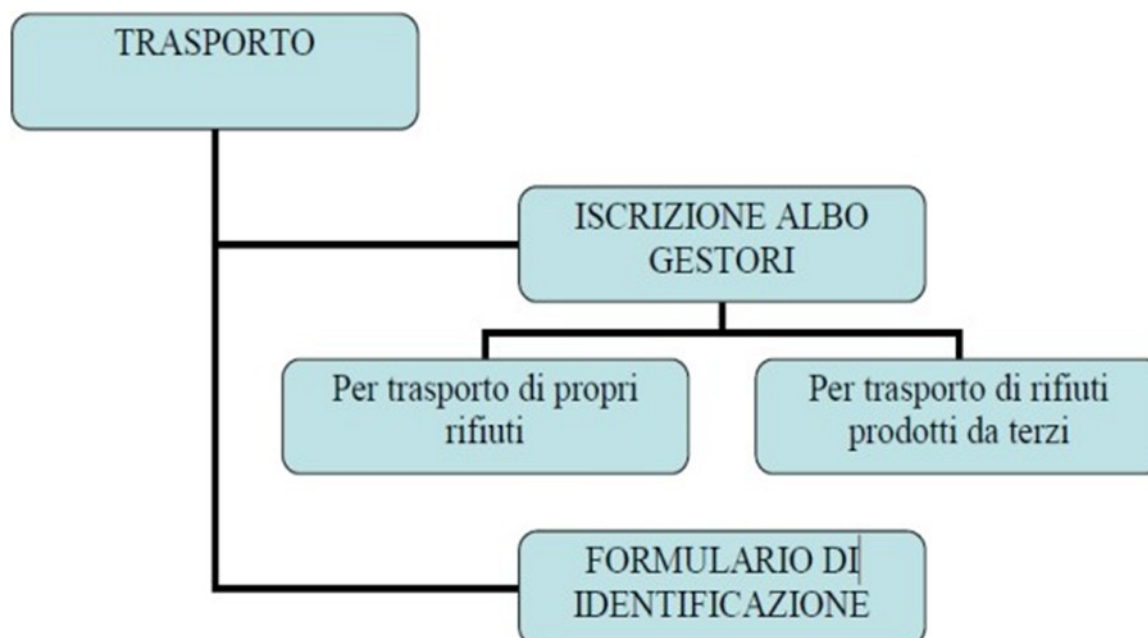 TRASPORTO
ISCRIZIONE ALBO
GESTORI
Per trasporto di propri
rifiuti
Per trasporto di rifiuti
prodotti da terzi
FORMULARIO DI
IDENTIFICAZIONE